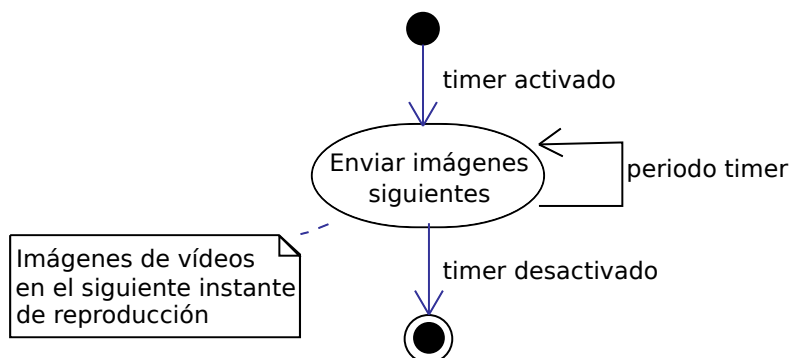 timer activado
Enviar imágenes
siguientes
periodo timer
Imágenes de vídeos
en el siguiente instante
de reproducción
timer desactivado